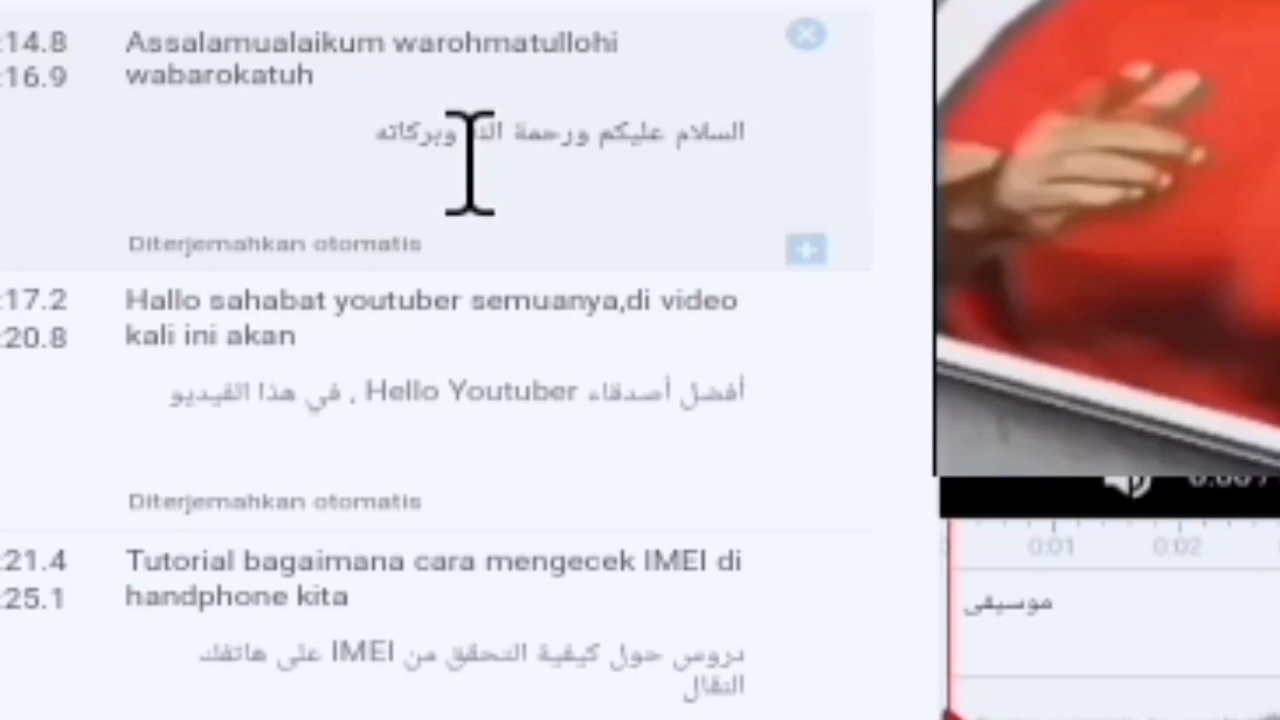 :14.8
:16.9
Assalamualaikum warohmatullohi
wabarokatuh
السلام عليكم ورحمة وبركاته
Diterjemahkan otomatis
:17.2
:20.8
Hallo sahabat youtuber semuanya,di video
kali ini akan
أفضل أصدقاء Hello Youtuber ، في هذا الفيديو
Diterjemahkan otomatis
:21.4
:25.1
Tutorial bagaimana cara mengecek IMEI di
handphone kita
دروس حول كيفية التحقق من IMEI على هاتفك
النقال
0:01
0:02
موسيقى